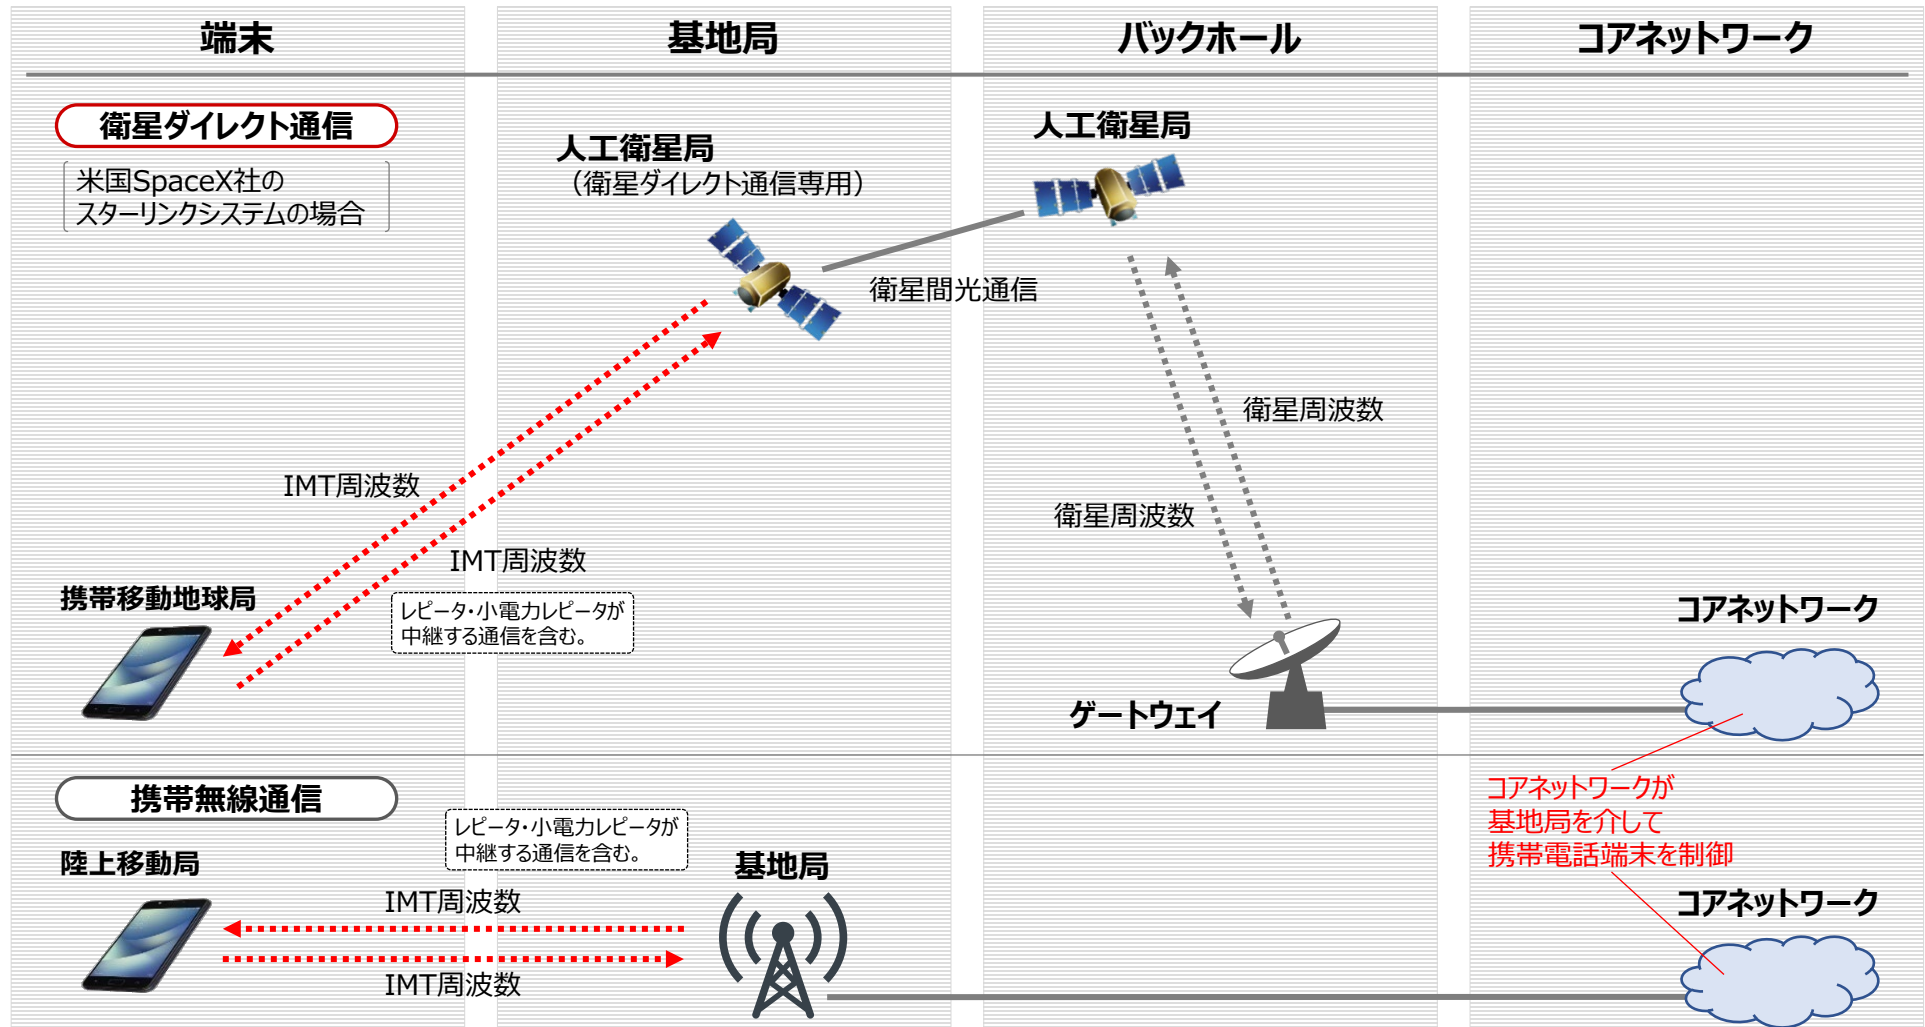 端末
基地局
バックホール
コアネットワーク
衛星ダイレクト通信
米国SpaceX社の
スターリンクシステムの場合
人工衛星局
（衛星ダイレクト通信専用）
人工衛星局
衛星間光通信
衛星周波数
IMT周波数
衛星周波数
IMT周波数
携帯移動地球局
レピータ・小電力レピータが
中継する通信を含む。
コアネットワーク
ゲートウェイ
携帯無線通信
レピータ・小電力レピータが
中継する通信を含む。
コアネットワークが
基地局を介して
携帯電話端末を制御
陸上移動局
基地局
コアネットワーク
IMT周波数
IMT周波数